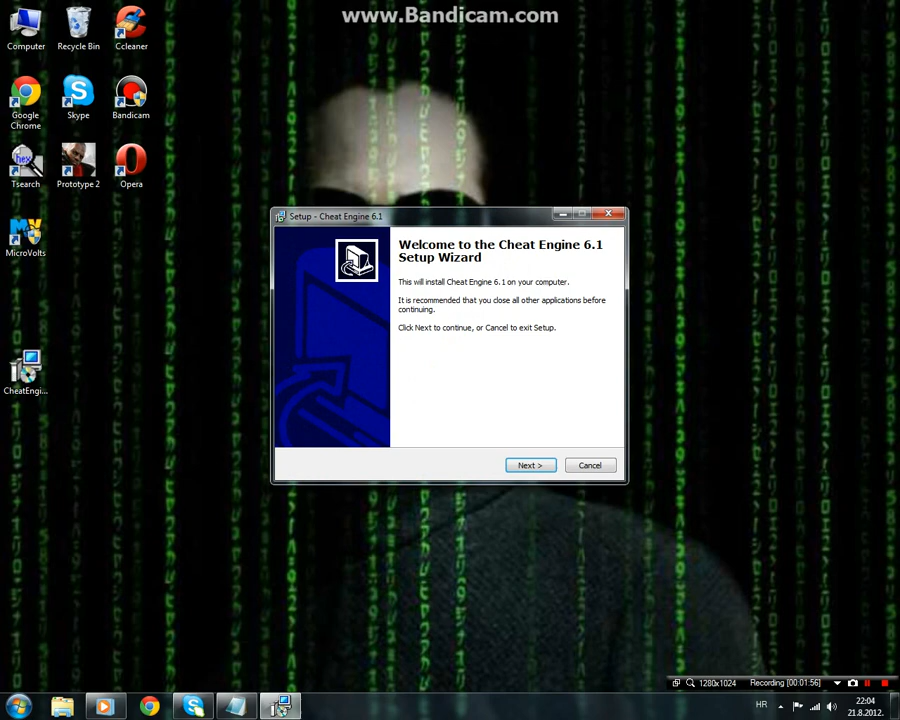 www.Bandicam.com
Computer
Recycle Bin
Ccleaner
Google
Chrome
Skype
Bandicam
hex
Tsearch
Prototype 2
Opera
MicroVolts
CheatEngi...
Setup - Cheat Engine 6.1
Welcome to the Cheat Engine 6.1
Setup Wizard
This will install Cheat Engine 6.1 on your computer.
It is recommended that you close all other applications before
continuing.
Click Next to continue, or Cancel to exit Setup.
Next >
Cancel
1280x1024
Recording [00:01:56]
HR
22:04
21.8.2012.